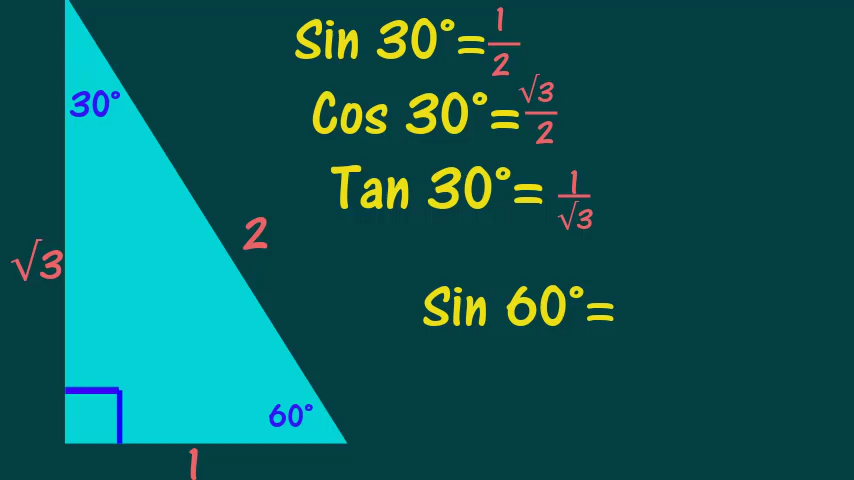 Sin 30°=1/2
30°
Cos 30°=√3/2
Tan 30°= 1/√3
2
√3
Sin 60°=
60°
1